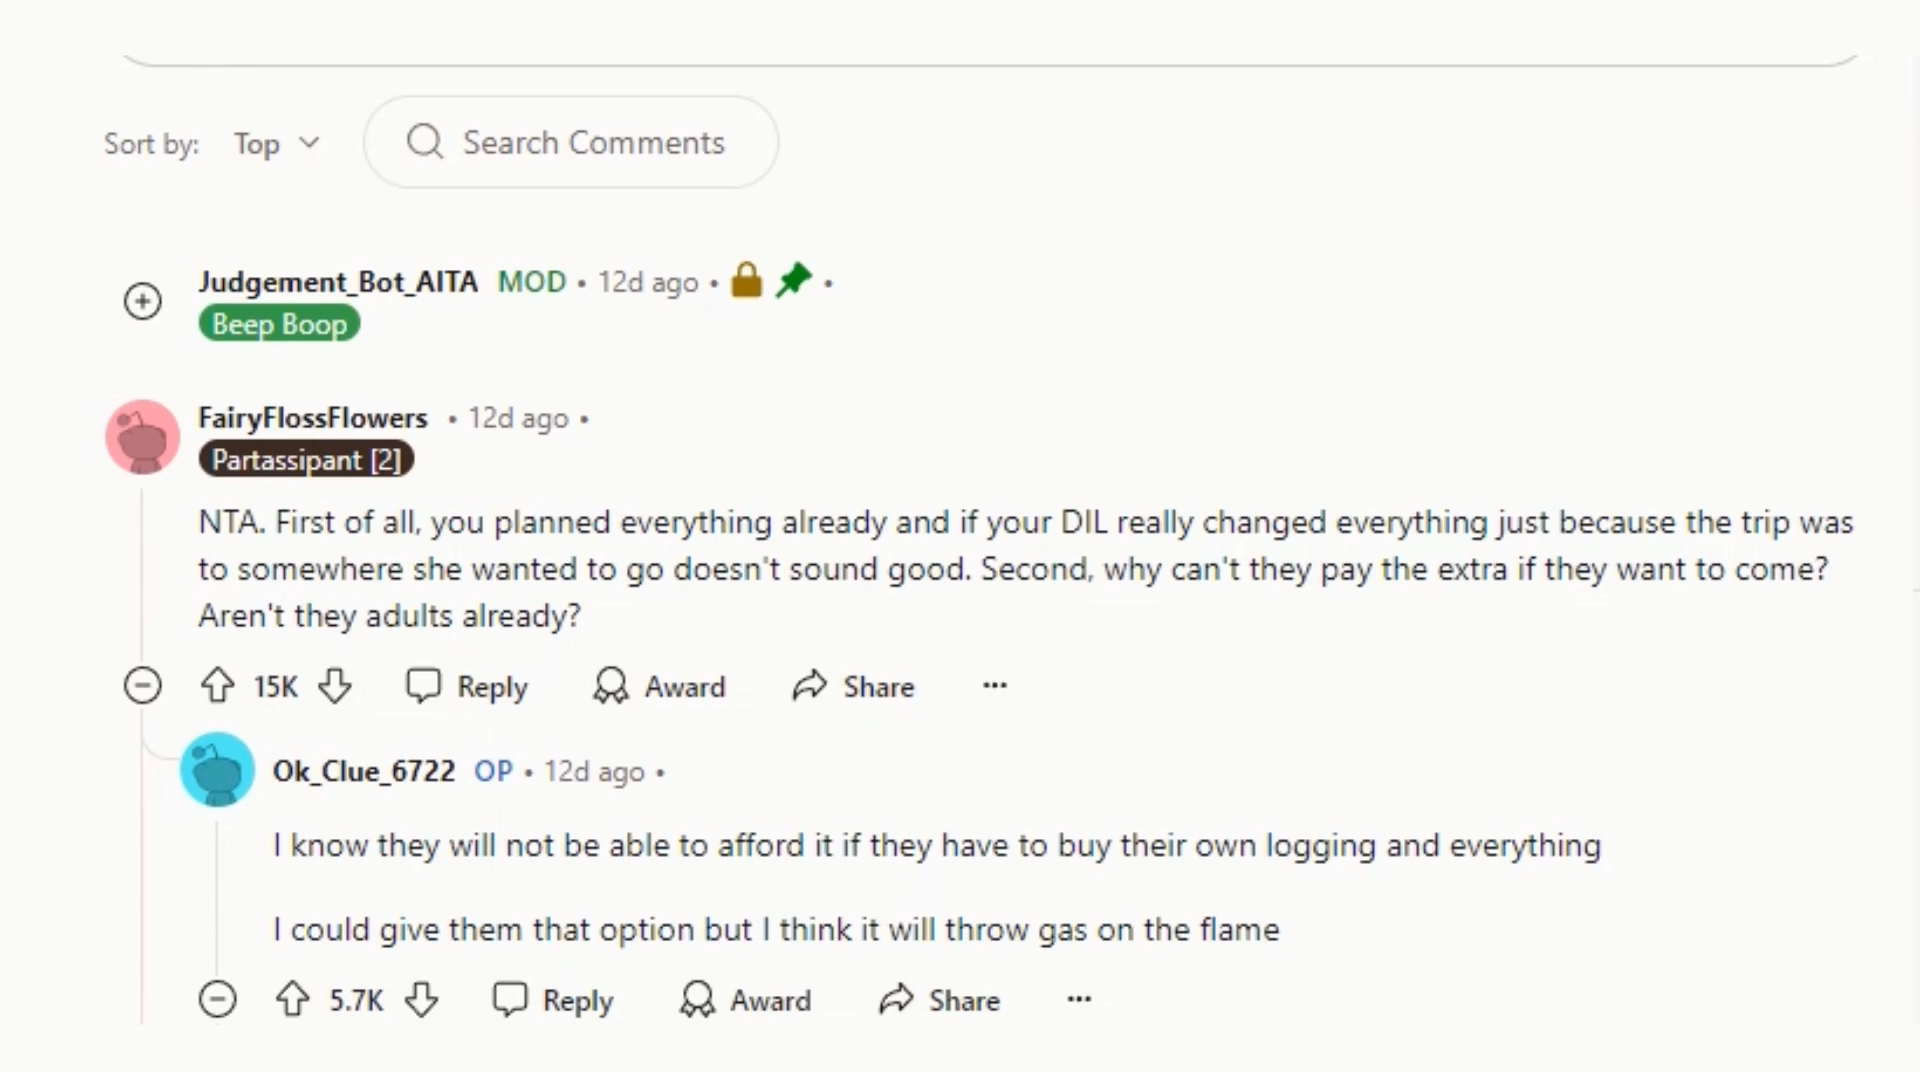 Sort by: Top Search Comments
Judgement_Bot_AITA MOD • 12d ago •  •
Beep Boop
FairyFlossFlowers • 12d ago •
Partassipant [2]
NTA. First of all, you planned everything already and if your DIL really changed everything just because the trip was
to somewhere she wanted to go doesn't sound good. Second, why can't they pay the extra if they want to come?
Aren't they adults already?
15K Reply Award Share ···
Ok_Clue_6722 OP • 12d ago •
I know they will not be able to afford it if they have to buy their own logging and everything
I could give them that option but I think it will throw gas on the flame
5.7K Reply Award Share ···